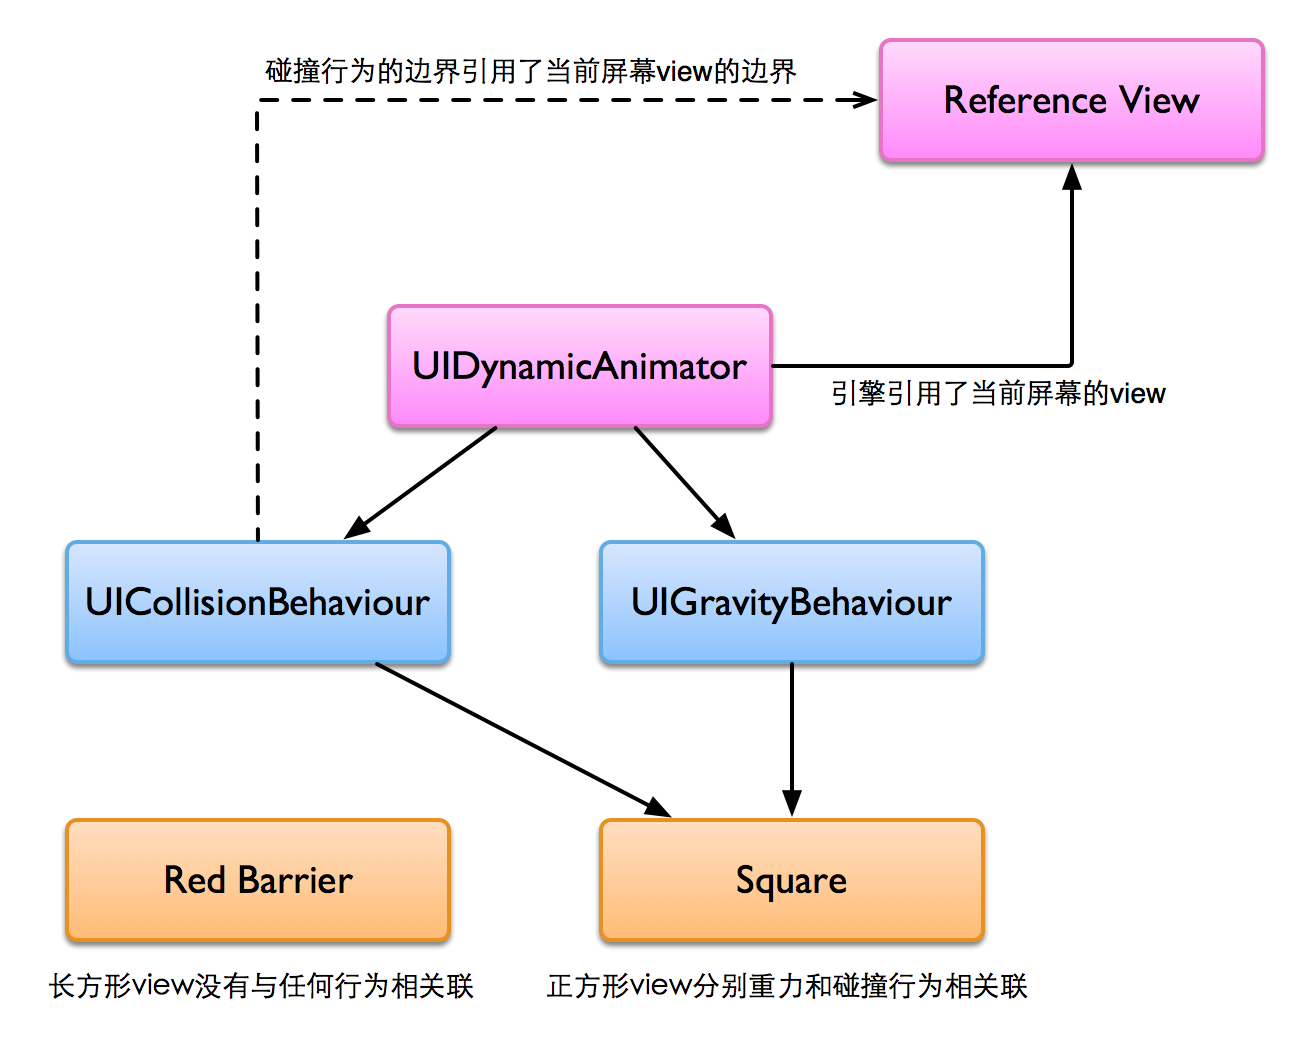 碰撞行为的边界引用了当前屏幕view的边界
Reference View
UIDynamicAnimator
引擎引用了当前屏幕的view
UICollisionBehaviour
UIGravityBehaviour
Red Barrier
Square
长方形view没有与任何行为相关联
正方形view分别重力和碰撞行为相关联